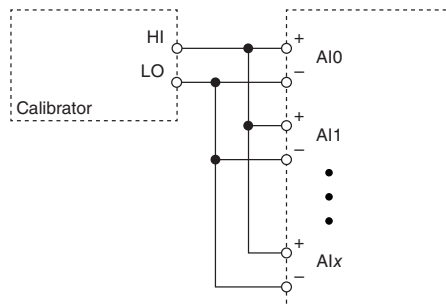 HI
+
AI0
LO
–
Calibrator
+
AI1
–
+
AIx
–